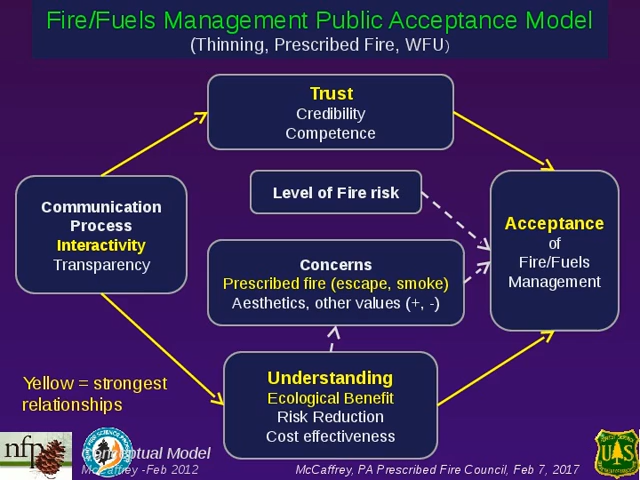 Fire/Fuels Management Public Acceptance Model
(Thinning, Prescribed Fire, WFU)
Trust
Credibility
Competence
Communication
Process
Interactivity
Transparency
Level of Fire risk
Concerns
Prescribed fire (escape, smoke)
Aesthetics, other values (+, -)
Acceptance
of
Fire/Fuels
Management
Understanding
Ecological Benefit
Risk Reduction
Cost effectiveness
Yellow = strongest
relationships
nfp
Conceptual Model
McCaffrey -Feb 2012
McCaffrey, PA Prescribed Fire Council, Feb 7, 2017
U S